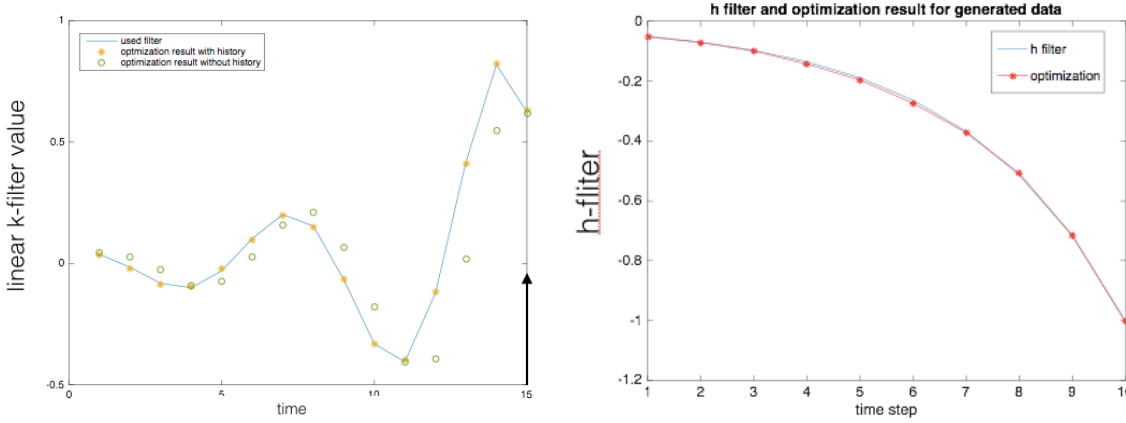 1
0.5
0
-0.5
0
5
10
15
linear k-filter value
time
used filter
optmization result with history
optimization result without history
h filter and optimization result for generated data
-0
-0.2
-0.4
-0.6
-0.8
-1
-1.2
1
2
3
4
5
6
7
8
9
h-fliter
time step
h filter
optimization